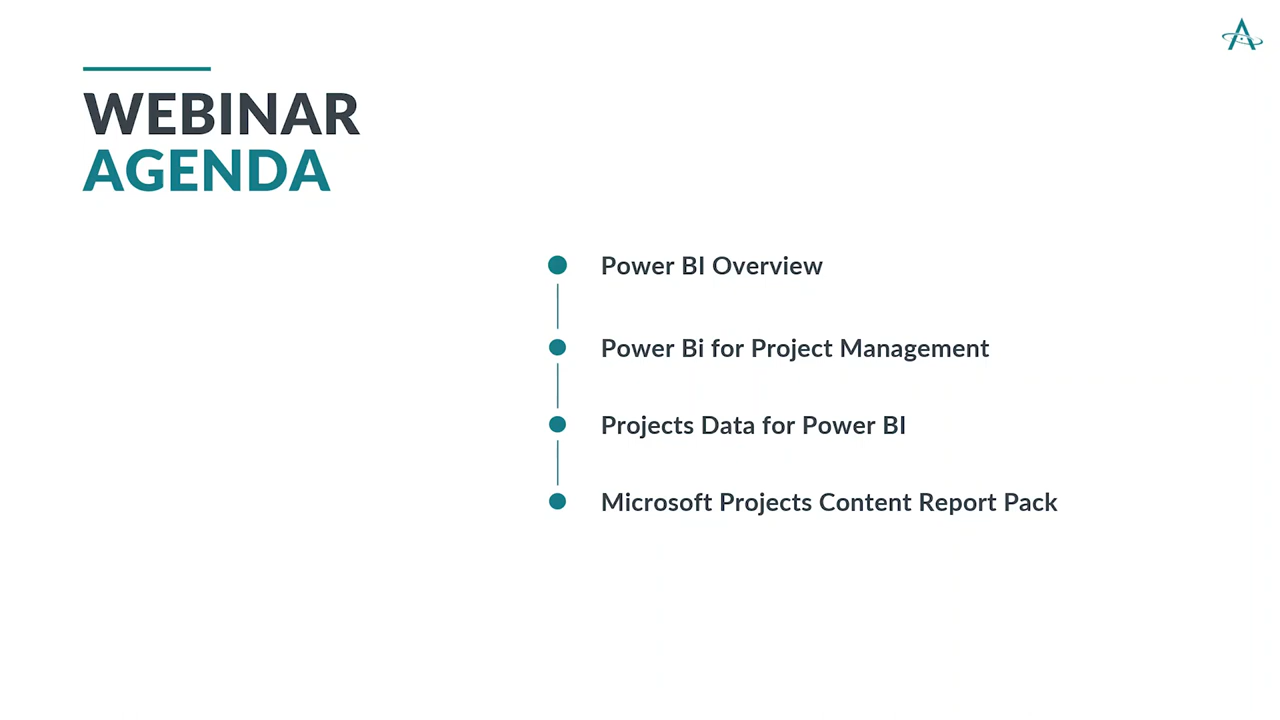 WEBINAR
AGENDA
Power BI Overview
Power Bi for Project Management
Projects Data for Power BI
Microsoft Projects Content Report Pack